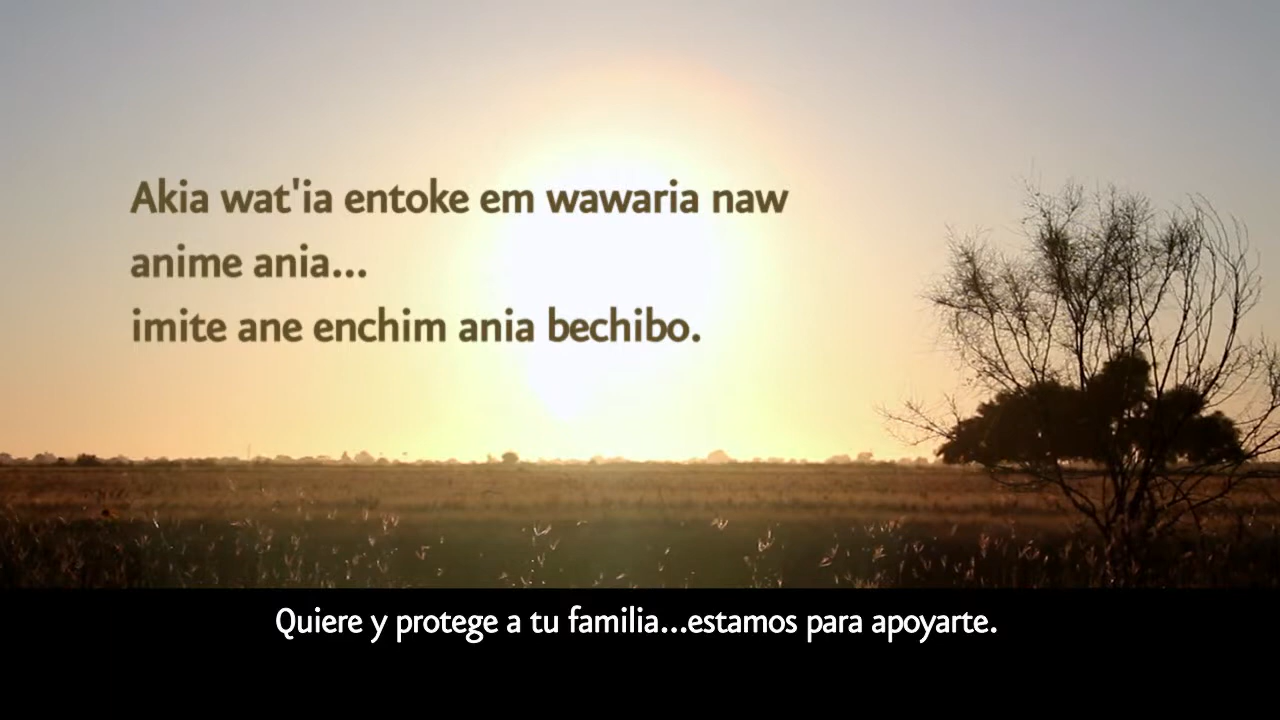 Akia wat'ia entoke em wawaria naw
anime ania...
imite ane enchim ania bechibo.
Quiere y protege a tu familia...estamos para apoyarte.